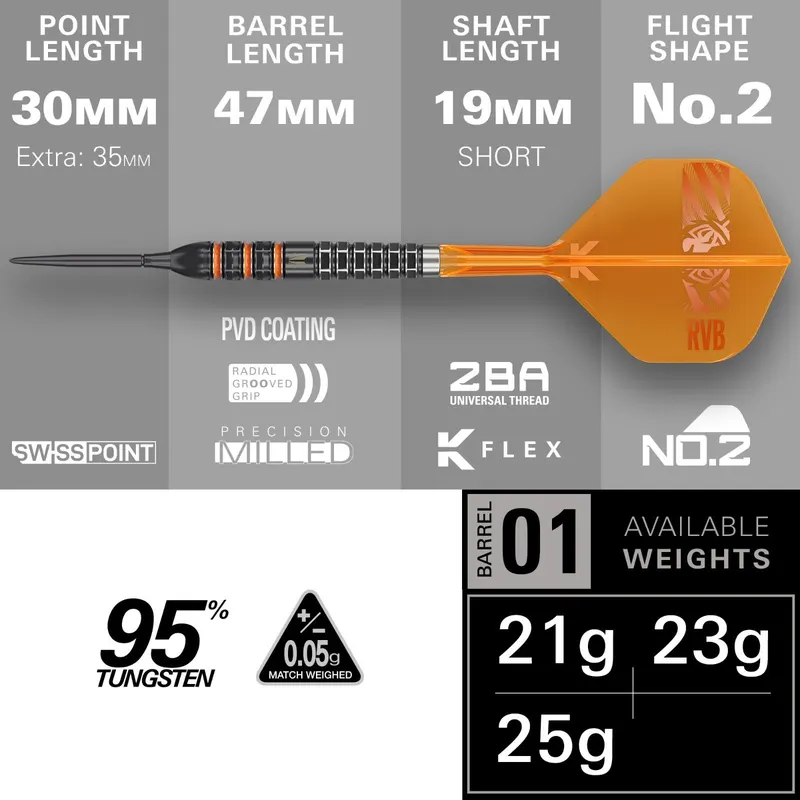 POINT
LENGTH
30MM
Extra: 35MM
BARREL
LENGTH
47MM
SHAFT
LENGTH
19MM
SHORT
FLIGHT
SHAPE
No.2
K
RVB
PVD COATING
RADIAL
GROOVED
GRIP
PRECISION
MILLED
SWISSPOINT
2BA
UNIVERSAL THREAD
K FLEX
NO.2
95%
TUNGSTEN
+/-
0.05g
MATCH WEIGHED
BARREL
01
AVAILABLE
WEIGHTS
21g 23g
25g